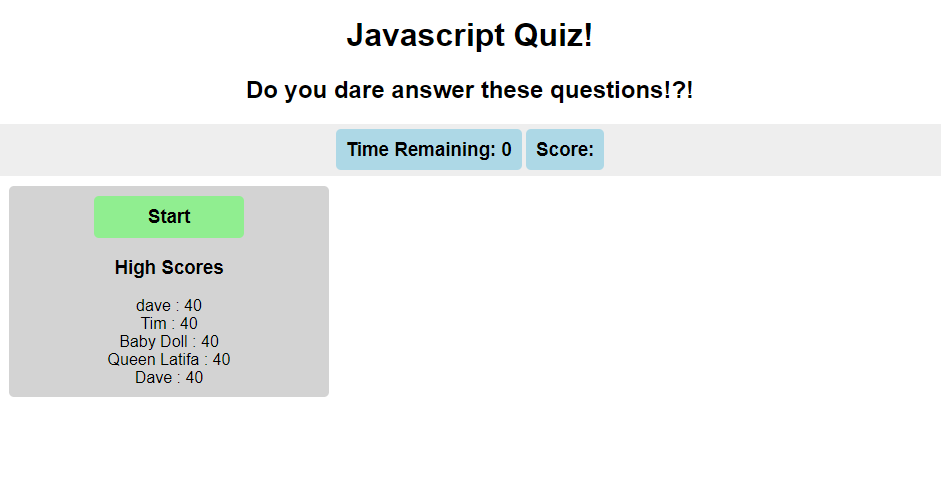 Javascript Quiz!
Do you dare answer these questions!?!
Time Remaining: 0 Score:
Start
High Scores
dave : 40
Tim : 40
Baby Doll : 40
Queen Latifa : 40
Dave : 40